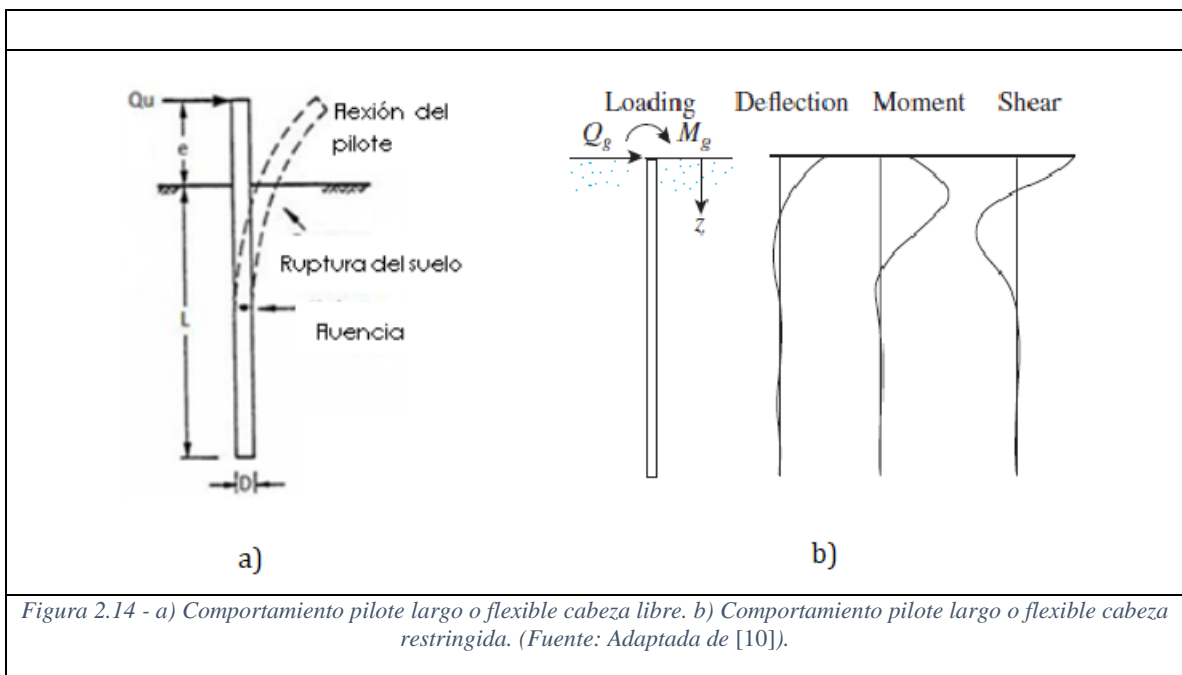 Qu
Flexión del
pilote
e
Ruptura del suelo
L
Fluencia
D
a)
Loading Deflection Moment Shear
Q_g M_g
z
b)
Figura 2.14 - a) Comportamiento pilote largo o flexible cabeza libre. b) Comportamiento pilote largo o flexible cabeza
restringida. (Fuente: Adaptada de [10]).